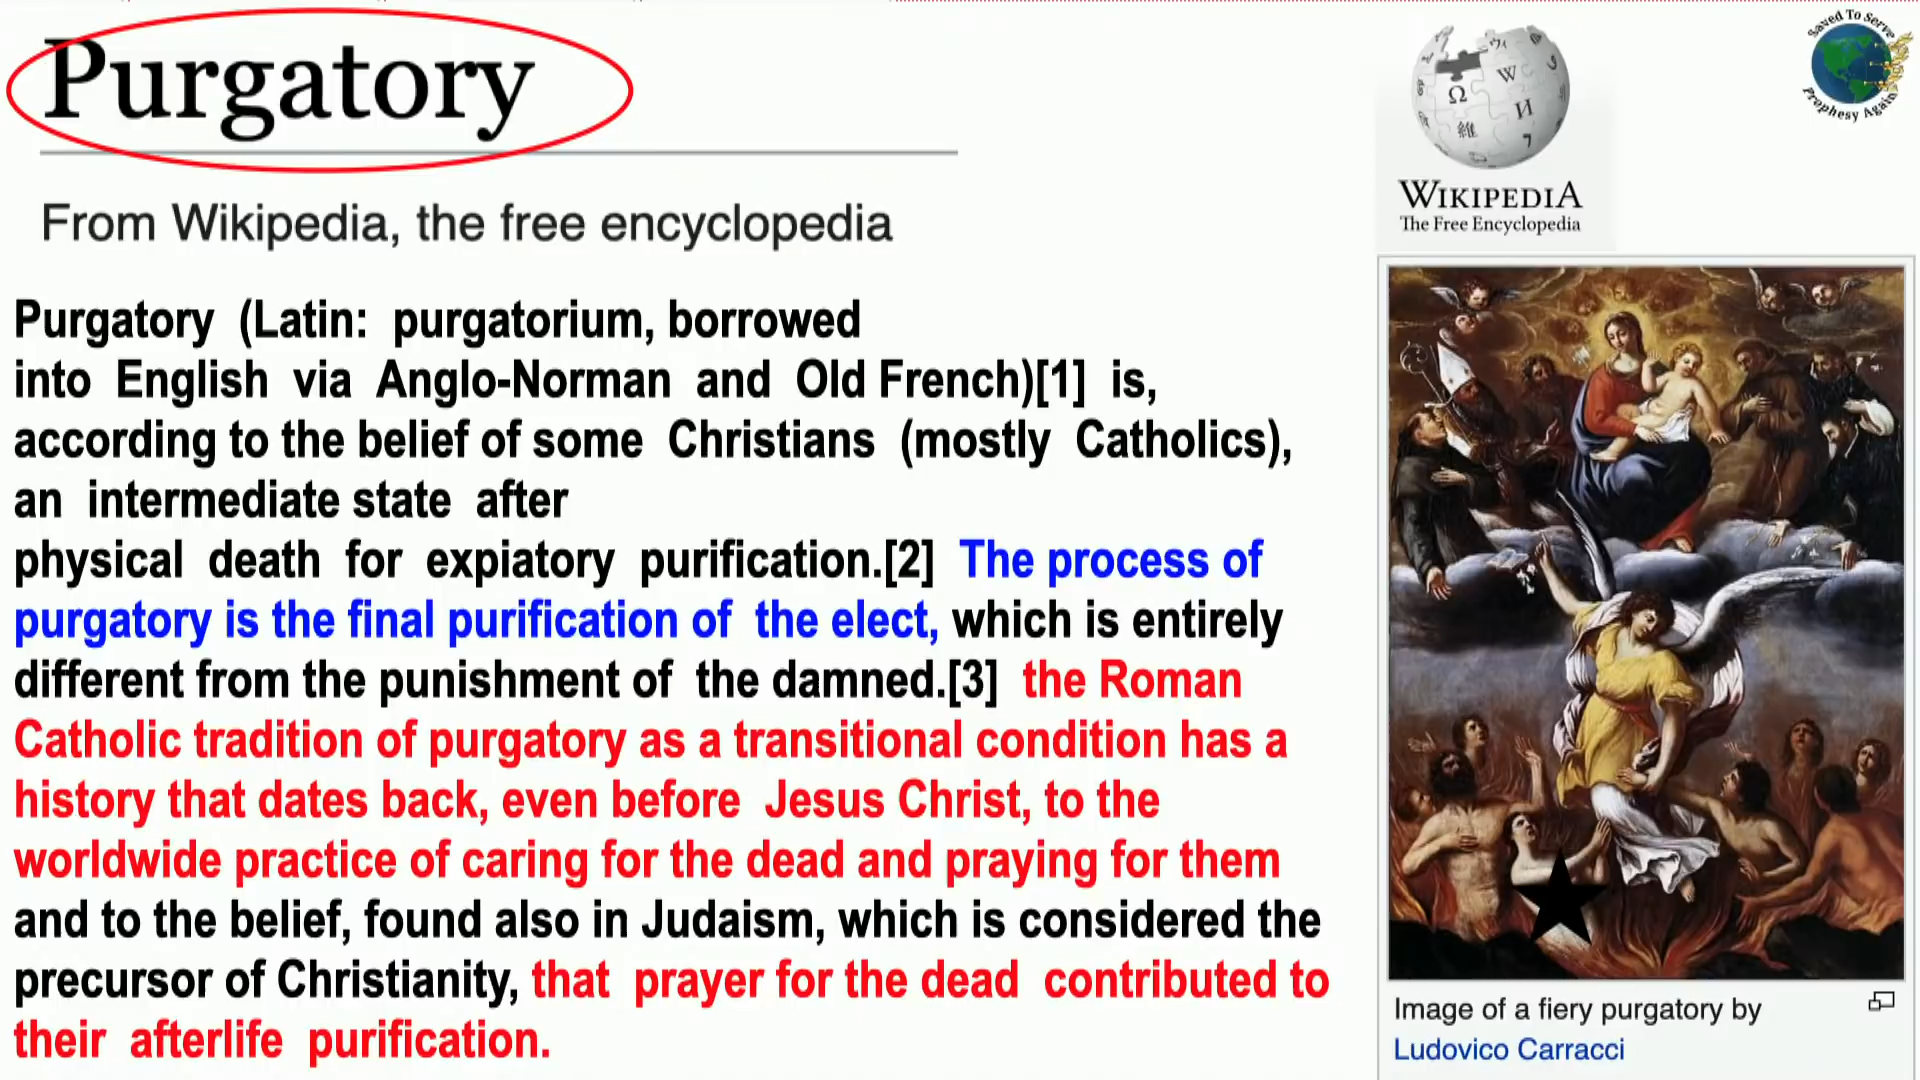 Purgatory
From Wikipedia, the free encyclopedia
Purgatory (Latin: purgatorium, borrowed
into English via Anglo-Norman and Old French)[1] is,
according to the belief of some Christians (mostly Catholics),
an intermediate state after
physical death for expiatory purification.[2] The process of
purgatory is the final purification of the elect, which is entirely
different from the punishment of the damned.[3] the Roman
Catholic tradition of purgatory as a transitional condition has a
history that dates back, even before Jesus Christ, to the
worldwide practice of caring for the dead and praying for them
and to the belief, found also in Judaism, which is considered the
precursor of Christianity, that prayer for the dead contributed to
their afterlife purification.
Ω W И 維
WIKIPEDIA
The Free Encyclopedia
Saved To Serve
Prophesy Again
Image of a fiery purgatory by
Ludovico Carracci